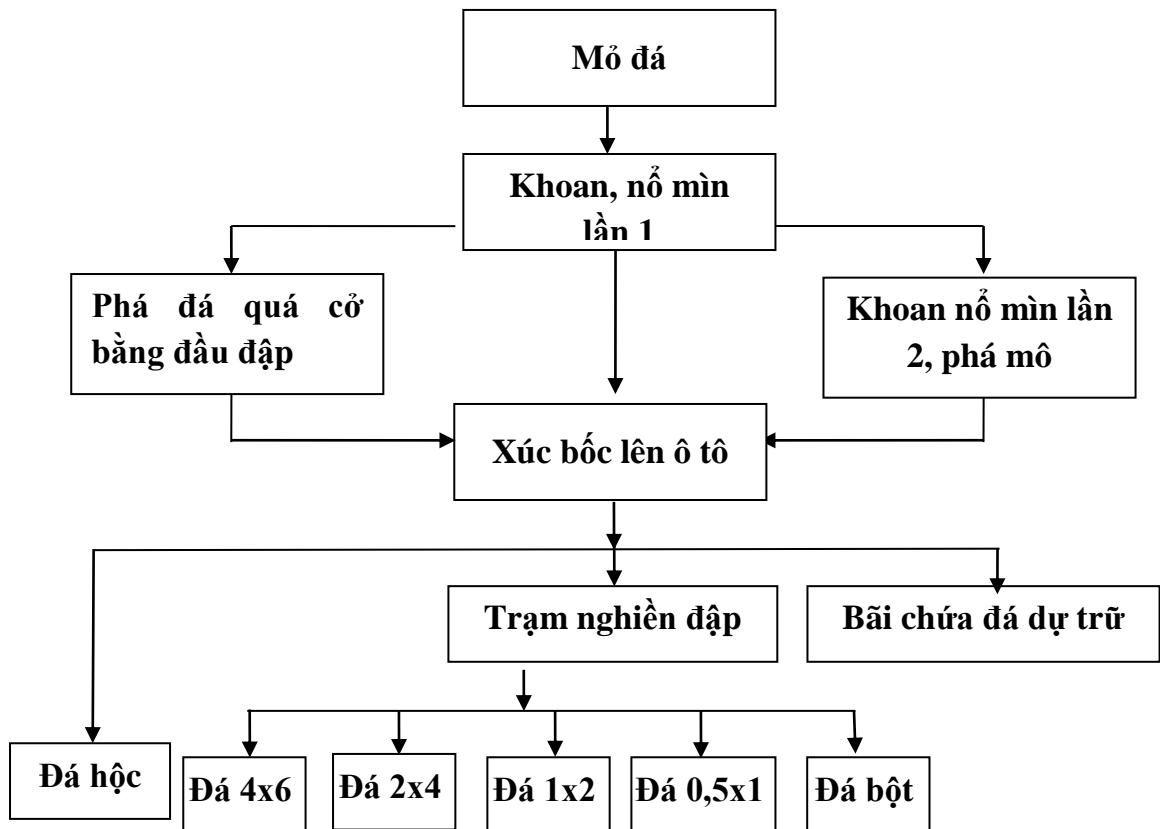 Mỏ đá
Khoan, nổ mìn
lần 1
Phá đá quá cở
bằng đầu đập
Khoan nổ mìn lần
2, phá mô
Xúc bốc lên ô tô
Trạm nghiền đập
Bãi chứa đá dự trữ
Đá hộc
Đá 4x6
Đá 2x4
Đá 1x2
Đá 0,5x1
Đá bột